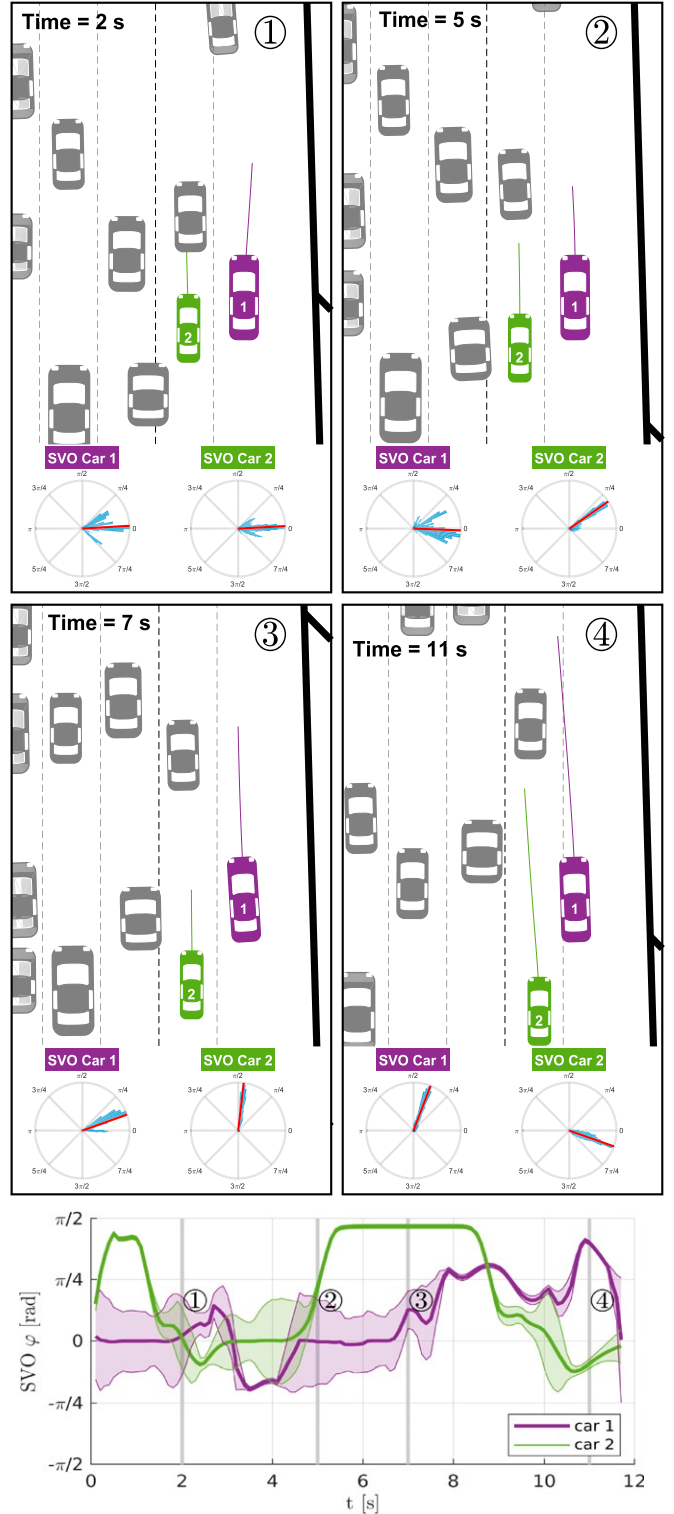 Time = 2 s
①
1
2
SVO Car 1
SVO Car 2
π/2
3π/4
π/4
π
0
5π/4
7π/4
3π/2
π/2
3π/4
π/4
π
0
5π/4
7π/4
3π/2
Time = 5 s
②
1
2
SVO Car 1
SVO Car 2
π/2
3π/4
π/4
π
0
5π/4
7π/4
3π/2
π/2
3π/4
π/4
π
0
5π/4
7π/4
3π/2
Time = 7 s
③
1
2
SVO Car 1
SVO Car 2
π/2
3π/4
π/4
π
0
5π/4
7π/4
3π/2
π/2
3π/4
π/4
π
0
5π/4
7π/4
3π/2
Time = 11 s
④
1
2
SVO Car 1
SVO Car 2
π/2
3π/4
π/4
π
0
5π/4
7π/4
3π/2
π/2
3π/4
π/4
π
0
5π/4
7π/4
3π/2
SVO φ [rad]
π/2
π/4
0
-π/4
-π/2
① ② ③ ④
car 1
car 2
0 2 4 6 8 10 12
t [s]